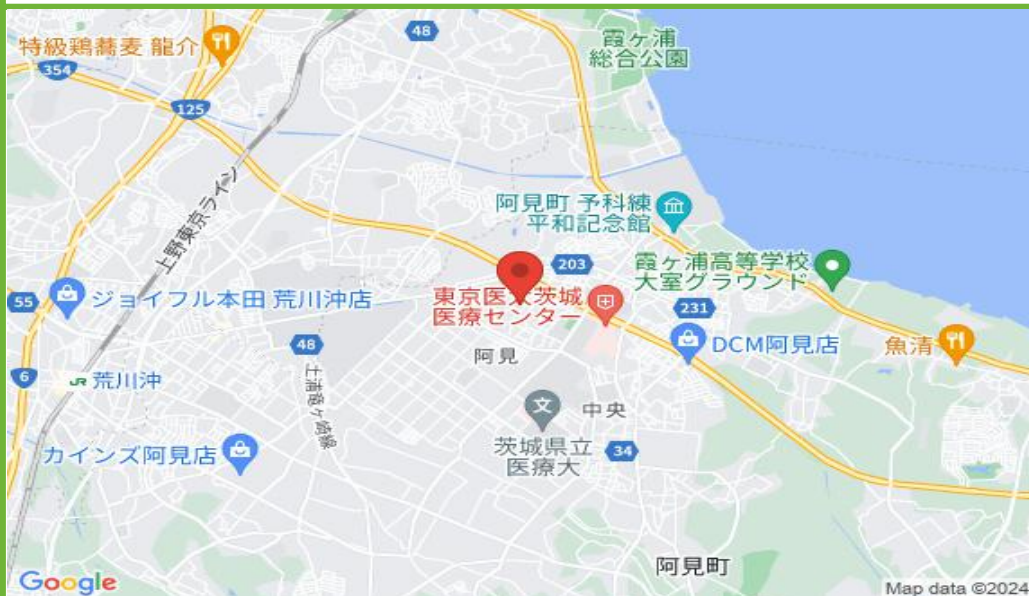 特級鶏蕎麦 龍介
354
125
48
霞ヶ浦
総合公園
上野東京ライン
阿見町 予科練
平和記念館
203
霞ヶ浦高等学校
大室グラウンド
55
ジョイフル本田 荒川沖店
東京医大茨城
医療センター
231
DCM阿見店
魚清
48
阿見
6
JR 荒川沖
土浦竜ヶ崎線
中央
カインズ阿見店
茨城県立
医療大
34
阿見町
Google
Map data ©2024